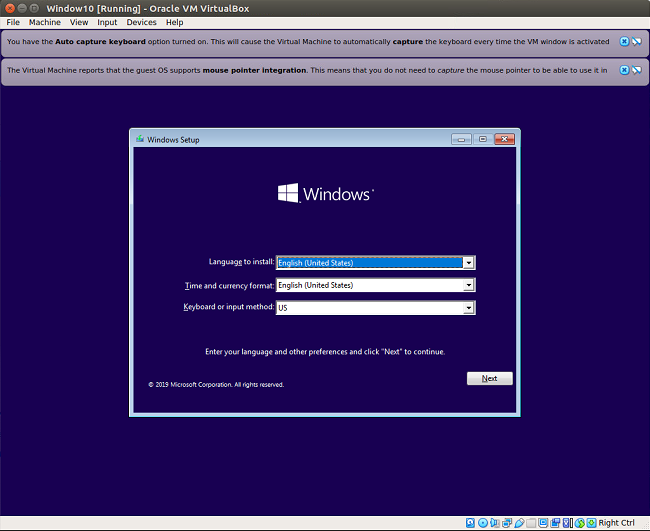 Window10 [Running] - Oracle VM VirtualBox
File Machine View Input Devices Help
You have the Auto capture keyboard option turned on. This will cause the Virtual Machine to automatically capture the keyboard every time the VM window is activated
The Virtual Machine reports that the guest OS supports mouse pointer integration. This means that you do not need to capture the mouse pointer to be able to use it in
Windows Setup
Windows
Language to install: English (United States)
Time and currency format: English (United States)
Keyboard or input method: US
Enter your language and other preferences and click "Next" to continue.
Next
© 2019 Microsoft Corporation. All rights reserved.
Right Ctrl